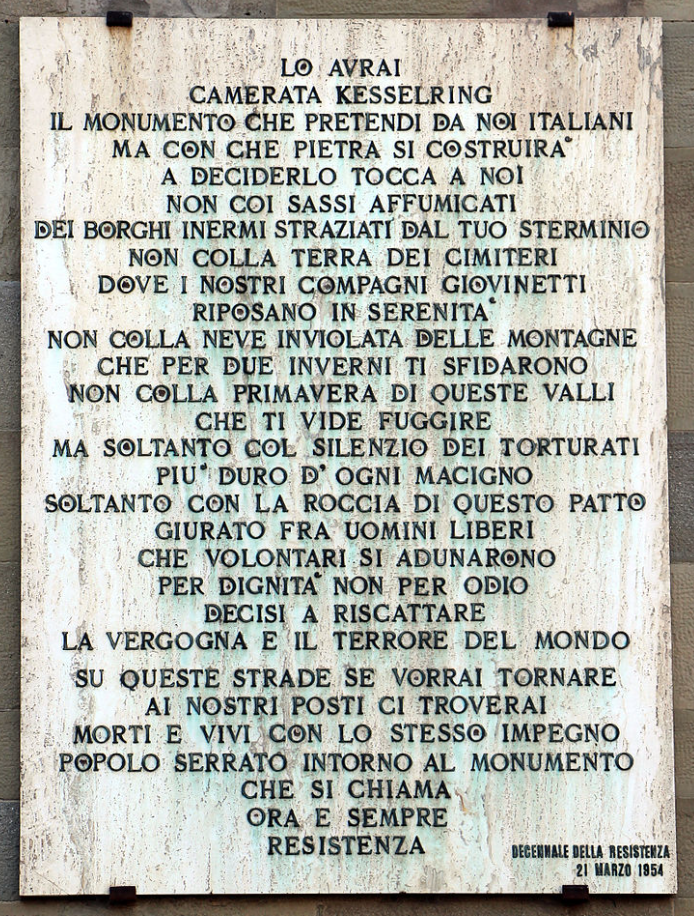 LO AVRAI
CAMERATA KESSELRING
IL MONUMENTO CHE PRETENDI DA NOI ITALIANI
MA CON CHE PIETRA SI COSTRUIRA'
A DECIDERLO TOCCA A NOI
NON COI SASSI AFFUMICATI
DEI BORGHI INERMI STRAZIATI DAL TUO STERMINIO
NON COLLA TERRA DEI CIMITERI
DOVE I NOSTRI COMPAGNI GIOVINETTI
RIPOSANO IN SERENITA'
NON COLLA NEVE INVIOLATA DELLE MONTAGNE
CHE PER DUE INVERNI TI SFIDARONO
NON COLLA PRIMAVERA DI QUESTE VALLI
CHE TI VIDE FUGGIRE
MA SOLTANTO COL SILENZIO DEI TORTURATI
PIU' DURO D' OGNI MACIGNO
SOLTANTO CON LA ROCCIA DI QUESTO PATTO
GIURATO FRA UOMINI LIBERI
CHE VOLONTARI SI ADUNARONO
PER DIGNITA' NON PER ODIO
DECISI A RISCATTARE
LA VERGOGNA E IL TERRORE DEL MONDO
SU QUESTE STRADE SE VORRAI TORNARE
AI NOSTRI POSTI CI TROVERAI
MORTI E VIVI CON LO STESSO IMPEGNO
POPOLO SERRATO INTORNO AL MONUMENTO
CHE SI CHIAMA
ORA E SEMPRE
RESISTENZA
DECENNALE DELLA RESISTENZA
21 MARZO 1954